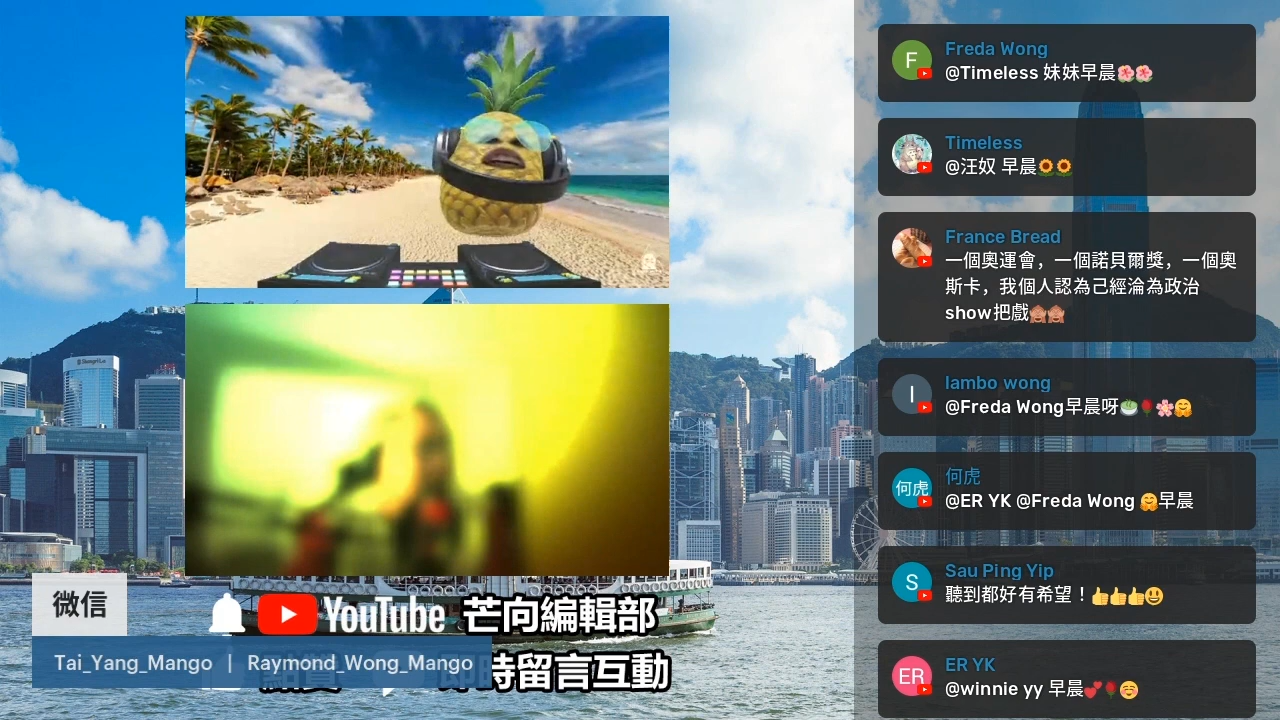 Freda Wong
@Timeless 妹妹早晨🌺🌸
Timeless
@汪奴 早晨🌻🌻
France Bread
一個奧運會，一個諾貝爾獎，一個奧
斯卡，我個人認為己經淪為政治
show把戲🙈🙈
lambo wong
@Freda Wong早晨呀🍵🌹🌸🤗
何虎
何虎
@ER YK @Freda Wong 🤗早晨
Sau Ping Yip
聽到都好有希望！👍👍👍😃
ER YK
@winnie yy 早晨💕🌹☺️
F
I
S
ER
微信
YouTube 芒向編輯部
Tai_Yang_Mango | Raymond_Wong_Mango
即時留言互動